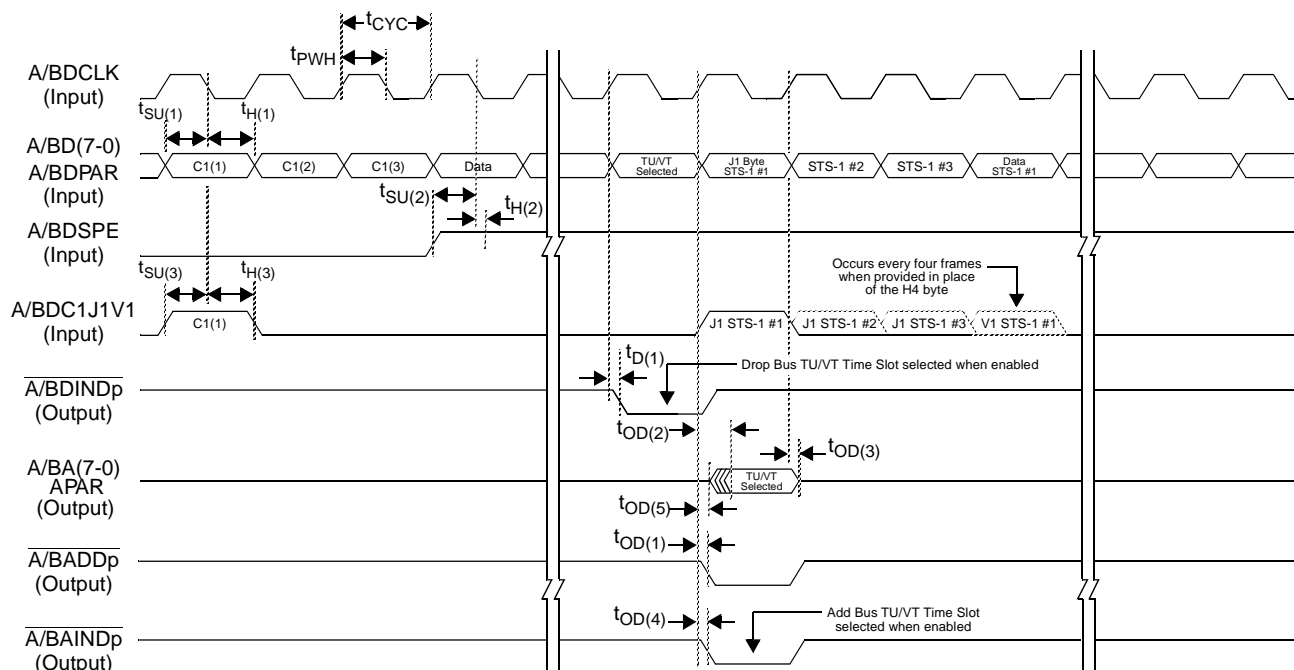 tCYC
tPWH
A/BDCLK
(Input)
tSU(1)
tH(1)
A/BD(7-0)
A/BDPAR
(Input)
C1(1)
C1(2)
C1(3)
Data
TU/VT
Selected
J1 Byte
STS-1 #1
STS-1 #2
STS-1 #3
Data
STS-1 #1
tSU(2)
tH(2)
A/BDSPE
(Input)
tSU(3)
tH(3)
Occurs every four frames
when provided in place
of the H4 byte
A/BDC1J1V1
(Input)
C1(1)
J1 STS-1 #1
J1 STS-1 #2
J1 STS-1 #3
V1 STS-1 #1
tD(1)
Drop Bus TU/VT Time Slot selected when enabled
A/BDINDp
(Output)
tOD(2)
tOD(3)
A/BA(7-0)
APAR
(Output)
TU/VT
Selected
tOD(5)
tOD(1)
A/BADDp
(Output)
tOD(4)
Add Bus TU/VT Time Slot
selected when enabled
A/BAINDp
(Output)